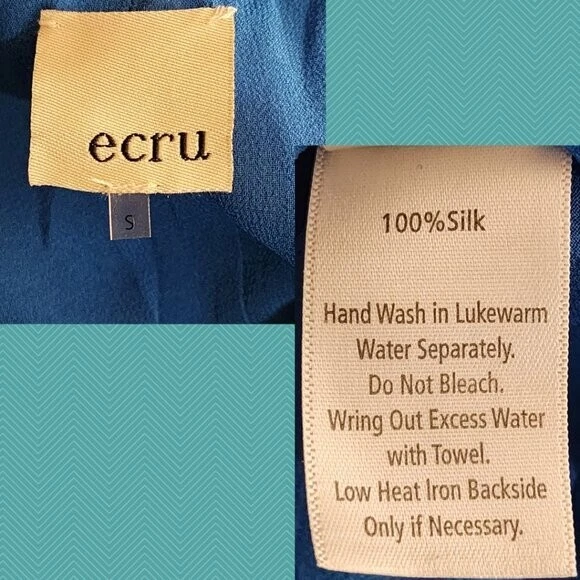 ecru
S
100%Silk
Hand Wash in Lukewarm
Water Separately.
Do Not Bleach.
Wring Out Excess Water
with Towel.
Low Heat Iron Backside
Only if Necessary.